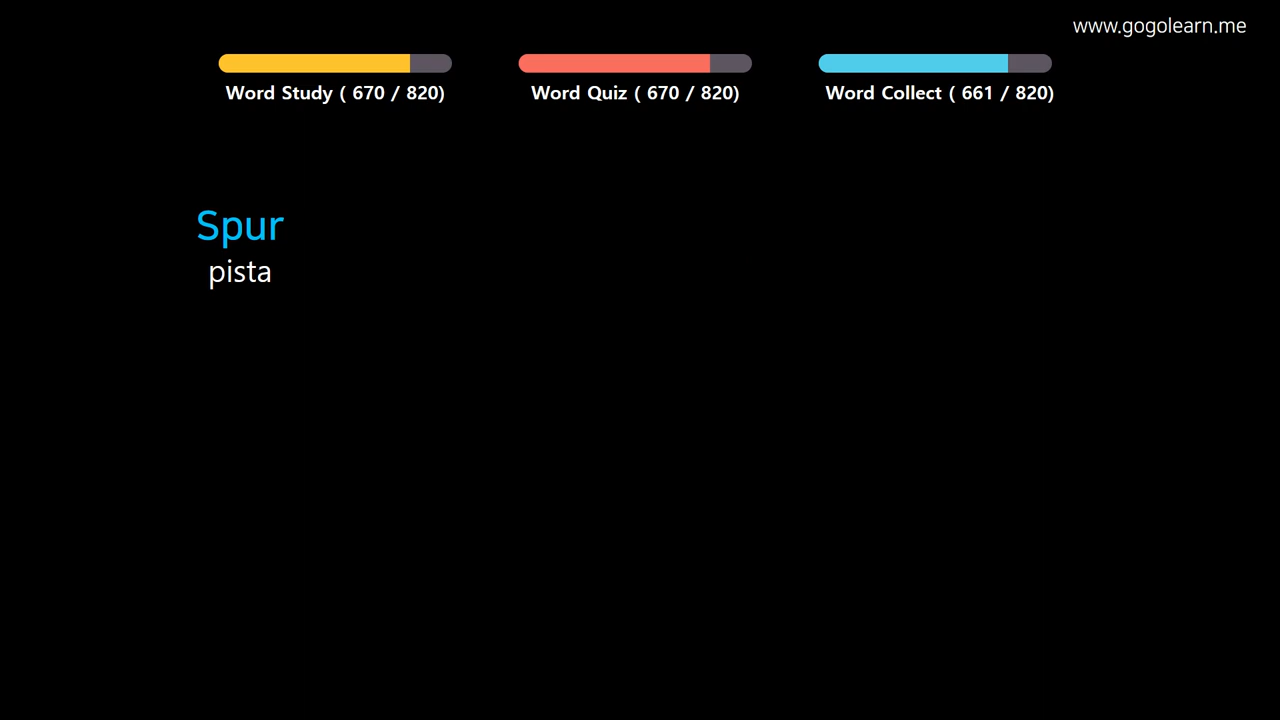 www.gogolearn.me
Word Study ( 670 / 820)
Word Quiz ( 670 / 820)
Word Collect ( 661 / 820)
Spur
pista